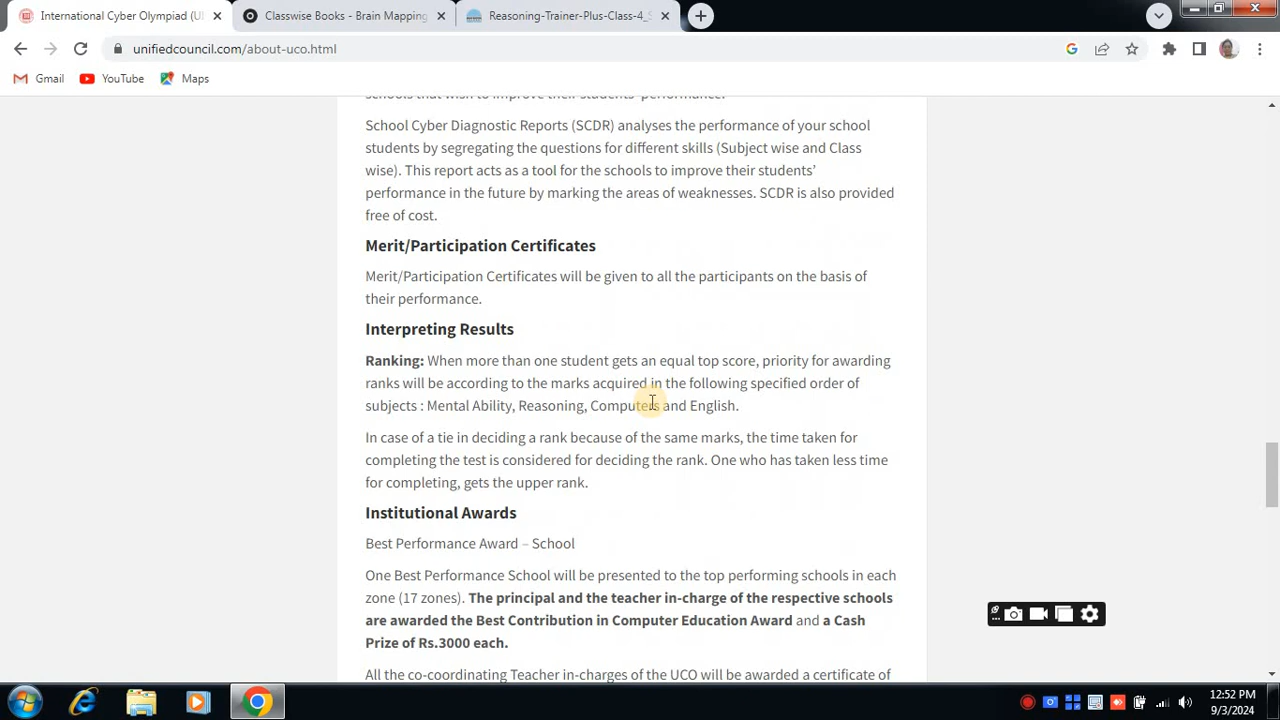 International Cyber Olympiad (U
Classwise Books - Brain Mapping
Reasoning-Trainer-Plus-Class-4_
unifiedcouncil.com/about-uco.html
Gmail
YouTube
Maps
schools that wish to improve their students' performance.
School Cyber Diagnostic Reports (SCDR) analyses the performance of your school
students by segregating the questions for different skills (Subject wise and Class
wise). This report acts as a tool for the schools to improve their students'
performance in the future by marking the areas of weaknesses. SCDR is also provided
free of cost.
Merit/Participation Certificates
Merit/Participation Certificates will be given to all the participants on the basis of
their performance.
Interpreting Results
Ranking: When more than one student gets an equal top score, priority for awarding
ranks will be according to the marks acquired in the following specified order of
subjects : Mental Ability, Reasoning, Computers and English.
In case of a tie in deciding a rank because of the same marks, the time taken for
completing the test is considered for deciding the rank. One who has taken less time
for completing, gets the upper rank.
Institutional Awards
Best Performance Award – School
One Best Performance School will be presented to the top performing schools in each
zone (17 zones). The principal and the teacher in-charge of the respective schools
are awarded the Best Contribution in Computer Education Award and a Cash
Prize of Rs.3000 each.
All the co-coordinating Teacher in-charges of the UCO will be awarded a certificate of
12:52 PM
9/3/2024